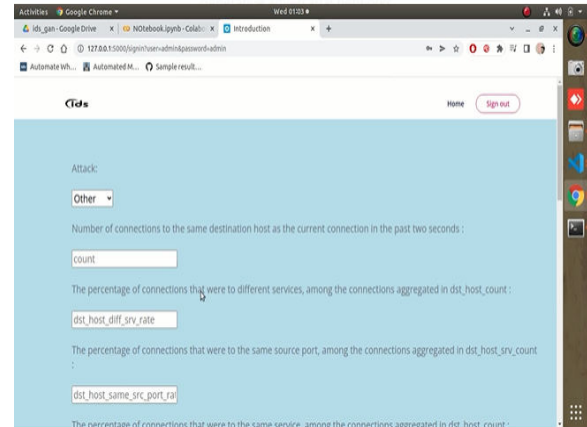 Activities Google Chrome Wed 01:03
ids_gan - Google Drive NOtebook.ipynb - Colab Introduction
127.0.0.1:5000/signin?user=admin&password=admin
Automate Wh... Automated M... Sample result...
ids Home Sign out
Attack:
Other
Number of connections to the same destination host as the current connection in the past two seconds :
count
The percentage of connections that were to different services, among the connections aggregated in dst_host_count :
dst_host_diff_srv_rate
The percentage of connections that were to the same source port, among the connections aggregated in dst_host_srv_count
:
dst_host_same_src_port_rat
The percentage of connections that were to the same service, among the connections aggregated in dst_host_count :